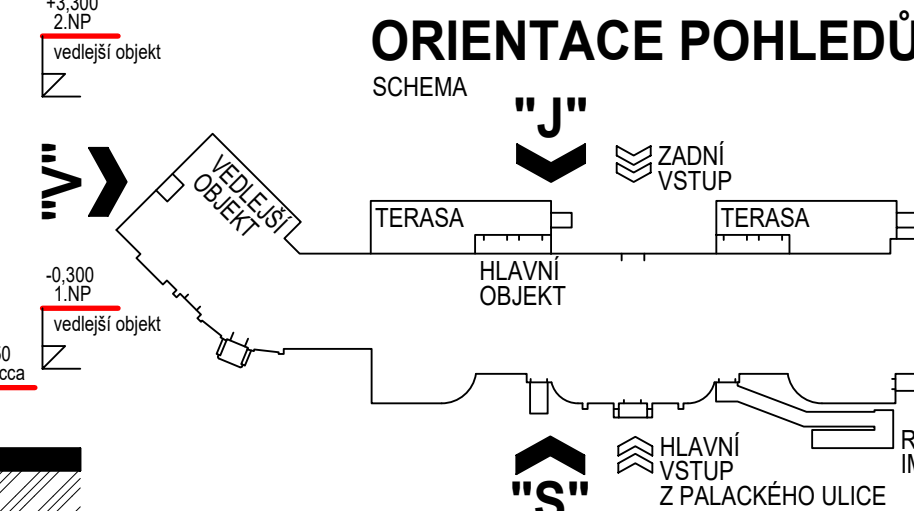 +3,300
2.NP
vedlejší objekt
ORIENTACE POHLEDŮ
SCHEMA
"J"
ZADNÍ
VSTUP
"V"
VEDLEJŠÍ
OBJEKT
TERASA
TERASA
HLAVNÍ
OBJEKT
-0,300
1.NP
vedlejší objekt
cca
HLAVNÍ
VSTUP
Z PALACKÉHO ULICE
"S"